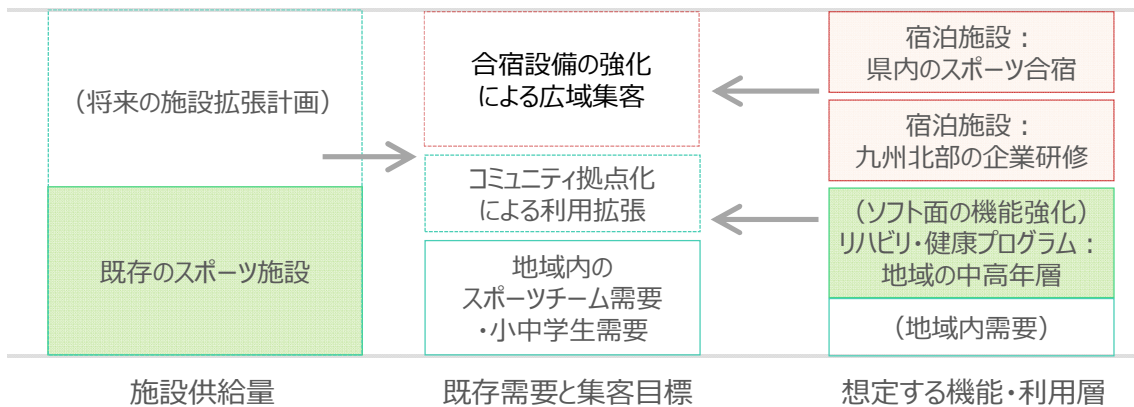 （将来の施設拡張計画）
既存のスポーツ施設
施設供給量
合宿設備の強化
による広域集客
コミュニティ拠点化
による利用拡張
地域内の
スポーツチーム需要
・小中学生需要
既存需要と集客目標
宿泊施設：
県内のスポーツ合宿
宿泊施設：
九州北部の企業研修
（ソフト面の機能強化）
リハビリ・健康プログラム：
地域の中高年層
（地域内需要）
想定する機能・利用層